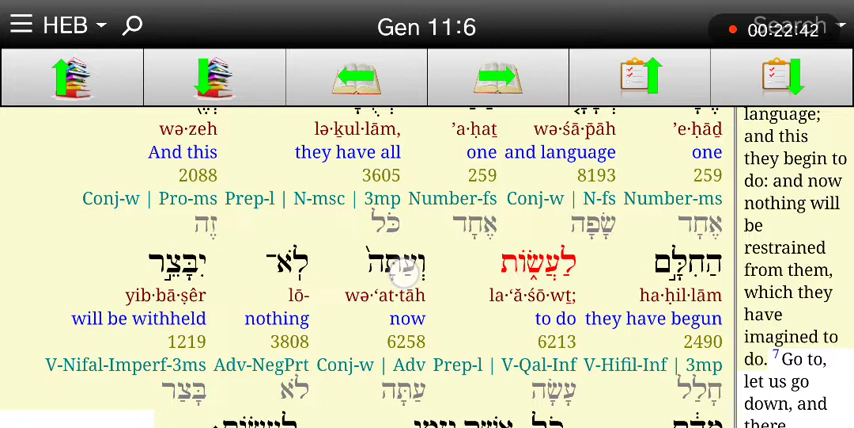 HEB
Gen 11:6
Search
00:22:42
wə·zeh lə·ḵul·lām, 'a·ḥaṯ wə·śā·p̄āh 'e·ḥāḏ
And this they have all one and language one
2088 3605 259 8193 259
Conj-w | Pro-ms Prep-l | N-msc | 3mp Number-fs Conj-w | N-fs Number-ms
אֶחָד שָׂפָה אֶחָד כֹּל זֶה
הַחִלָּ֣ם לַעֲשׂ֑וֹת וְעַתָּה֙ לֹֽא־ יִבָּצֵ֣ר
yib·bā·ṣêr lō- wə·'at·tāh la·'ă·śō·wṯ; ha·ḥil·lām
will be withheld nothing now to do they have begun
1219 3808 6258 6213 2490
V-Nifal-Imperf-3ms Adv-NegPrt Conj-w | Adv Prep-l | V-Qal-Inf V-Hifil-Inf | 3mp
חָלַל עָשָׂה עַתָּה לֹא בָּצַר
language;
and this
they begin to
do: and now
nothing will
be
restrained
from them,
which they
have
imagined to
do. 7 Go to,
let us go
down, and
there